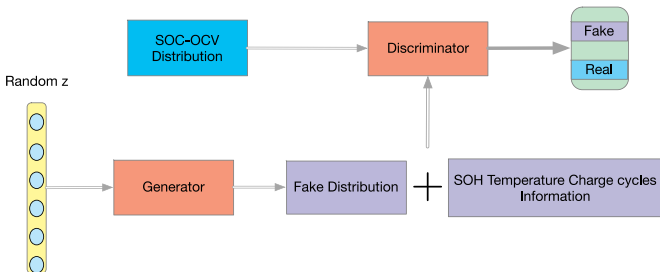 SOC-OCV
Distribution
Discriminator
Fake
Real
Random z
Generator
Fake Distribution
+
SOH Temperature Charge cycles
Information